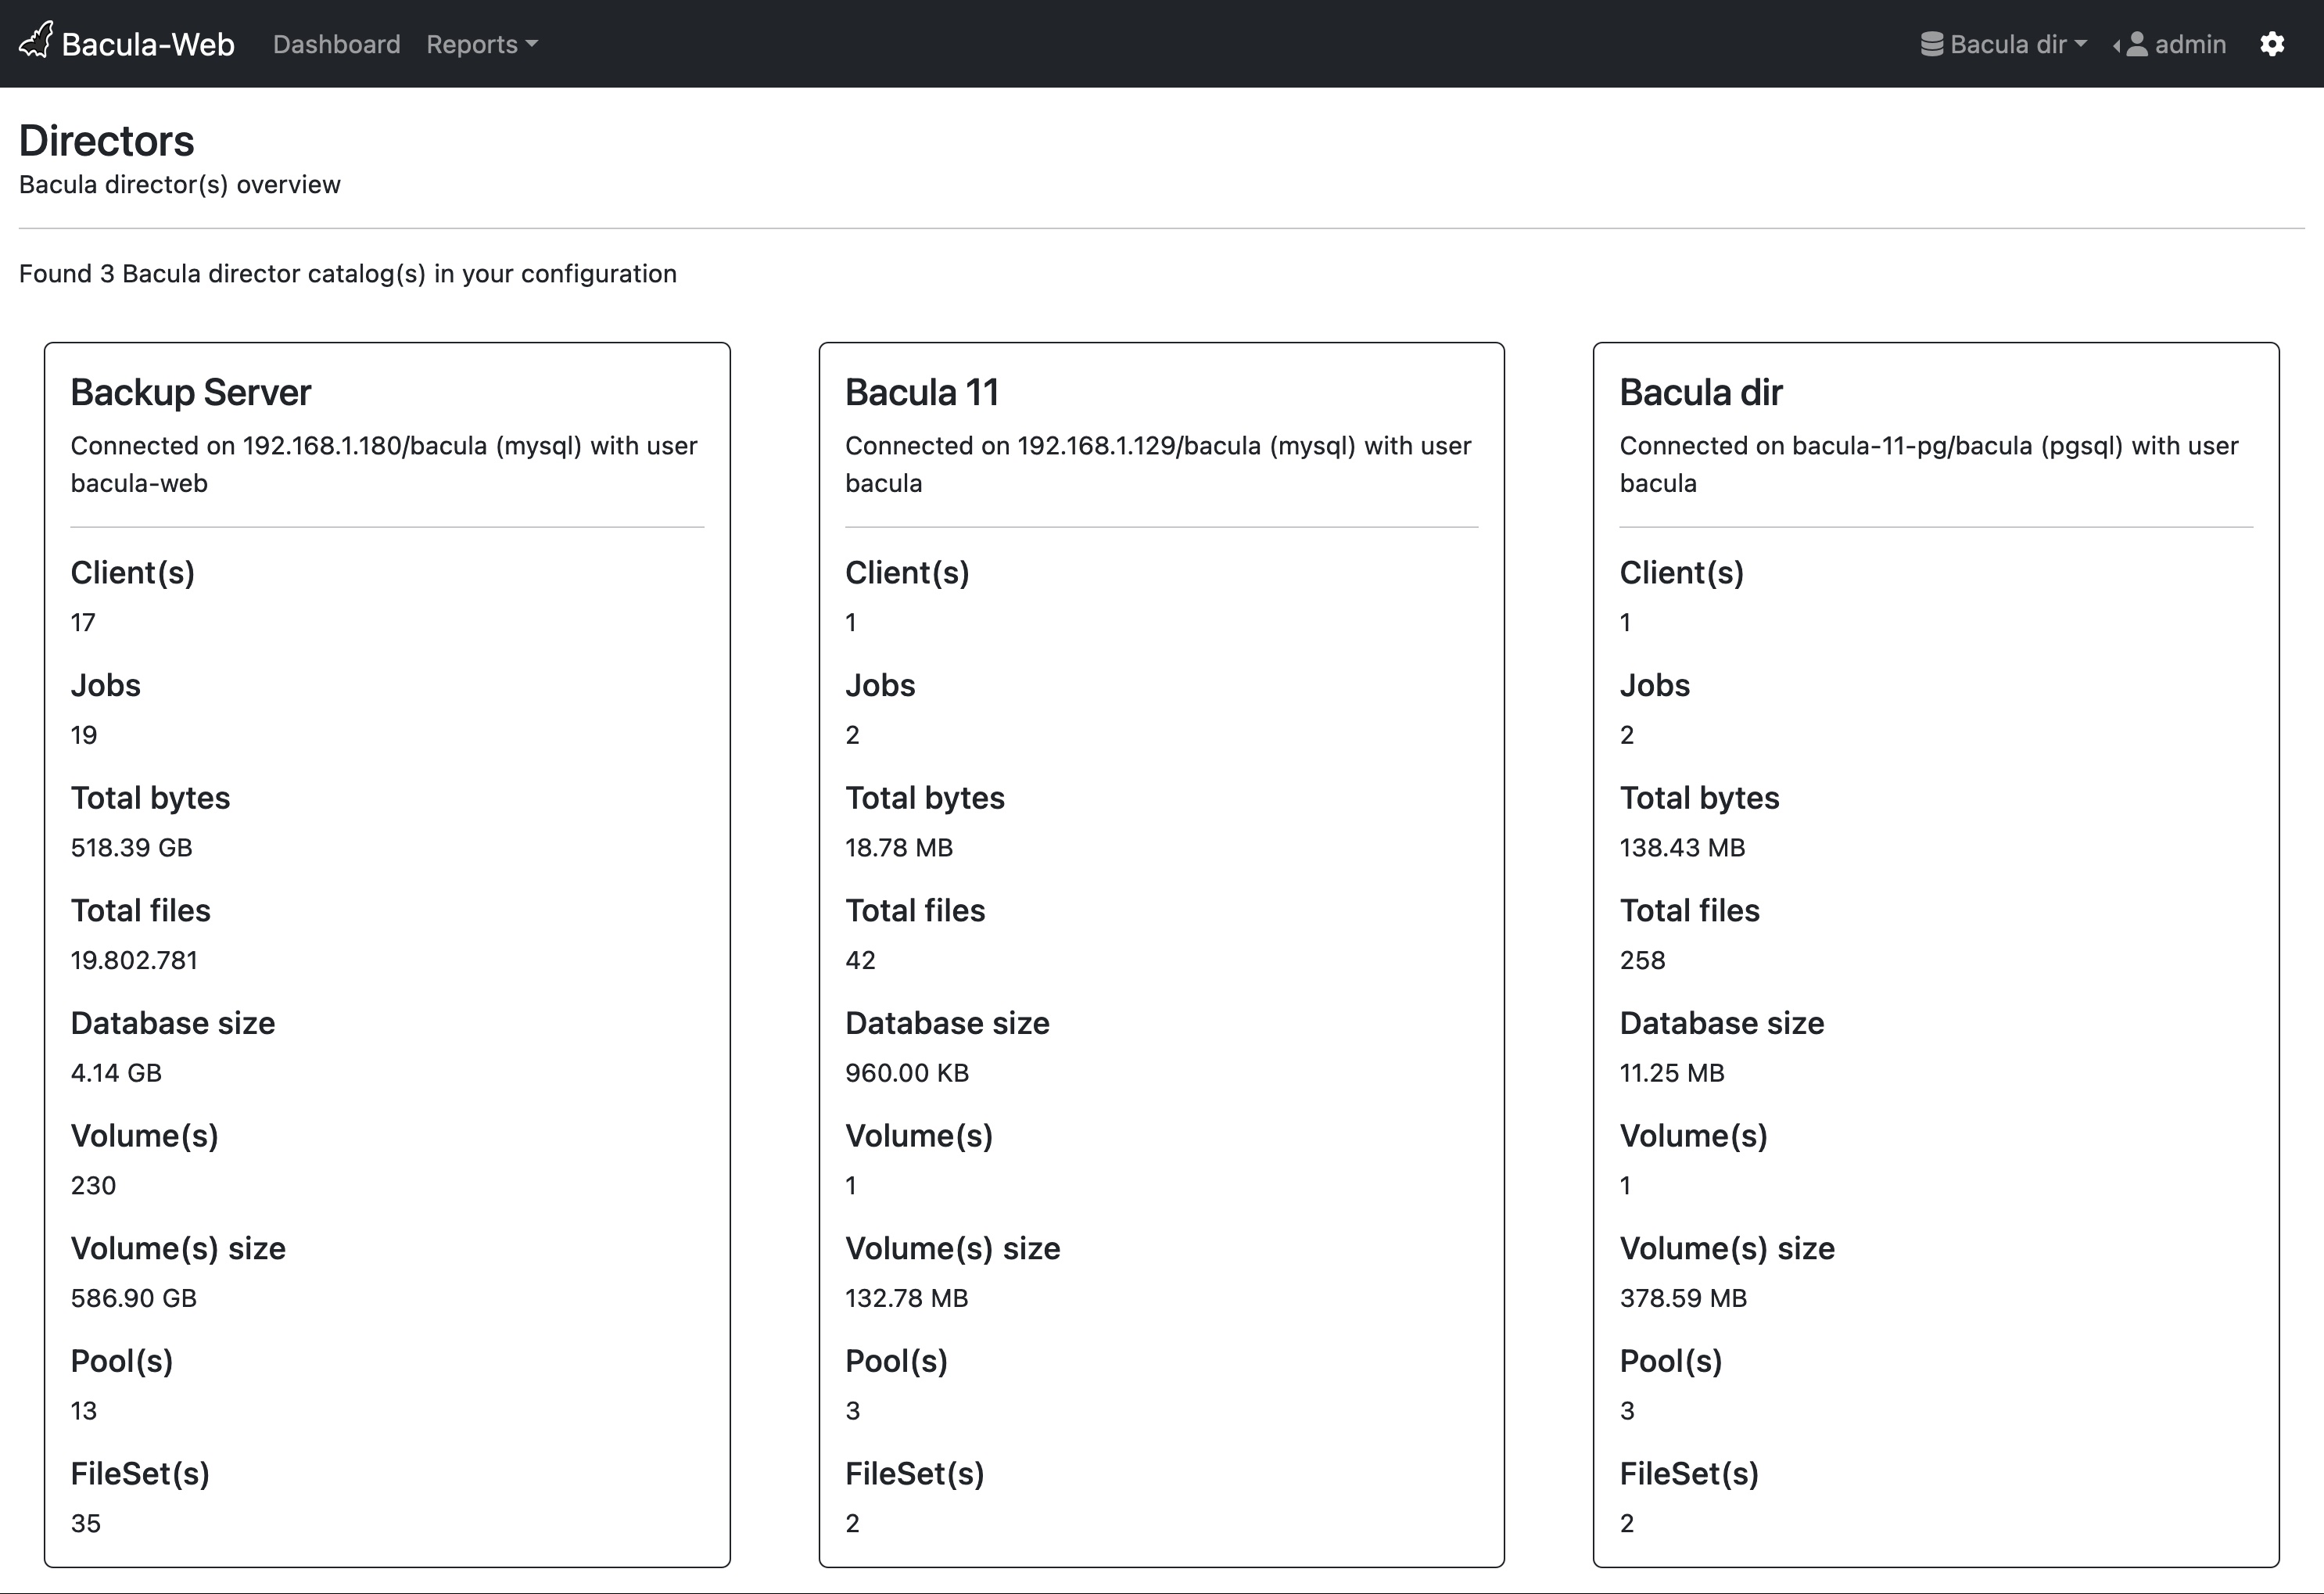 Bacula-Web Dashboard Reports Bacula dir admin
Directors
Bacula director(s) overview
Found 3 Bacula director catalog(s) in your configuration
Backup Server
Connected on 192.168.1.180/bacula (mysql) with user
bacula-web
Client(s)
17
Jobs
19
Total bytes
518.39 GB
Total files
19.802.781
Database size
4.14 GB
Volume(s)
230
Volume(s) size
586.90 GB
Pool(s)
13
FileSet(s)
35
Bacula 11
Connected on 192.168.1.129/bacula (mysql) with user
bacula
Client(s)
1
Jobs
2
Total bytes
18.78 MB
Total files
42
Database size
960.00 KB
Volume(s)
1
Volume(s) size
132.78 MB
Pool(s)
3
FileSet(s)
2
Bacula dir
Connected on bacula-11-pg/bacula (pgsql) with user
bacula
Client(s)
1
Jobs
2
Total bytes
138.43 MB
Total files
258
Database size
11.25 MB
Volume(s)
1
Volume(s) size
378.59 MB
Pool(s)
3
FileSet(s)
2